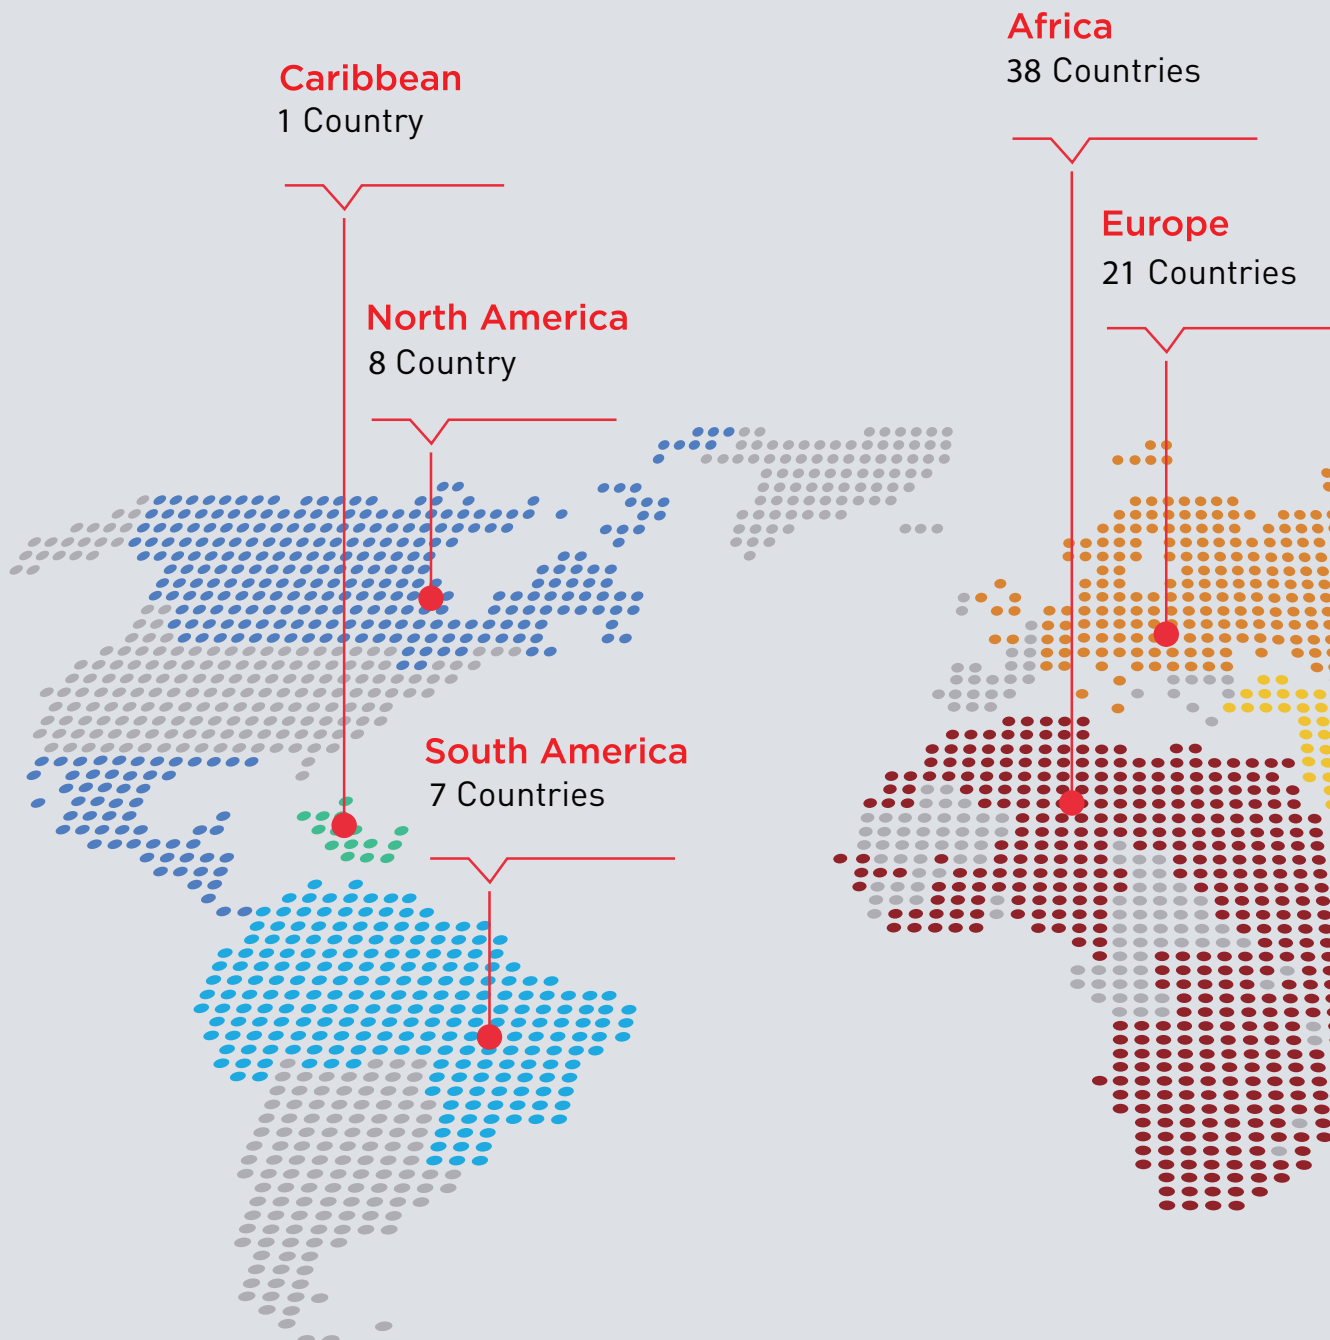 Africa
38 Countries
Caribbean
1 Country
Europe
21 Countries
North America
8 Country
South America
7 Countries